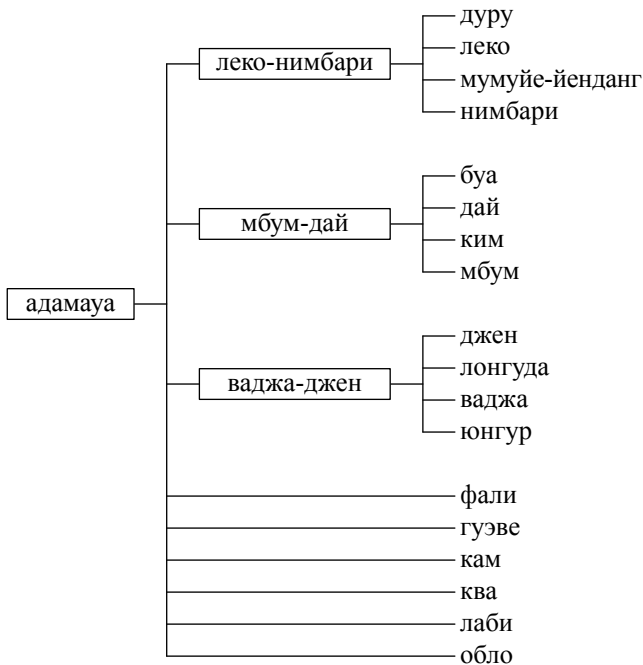 дуру
леко
леко-нимбари
мумуйе-йенданг
нимбари
буа
дай
мбум-дай
ким
мбум
адамауа
джен
лонгуда
ваджа-джен
ваджа
юнгур
фали
гуэве
кам
ква
лаби
обло